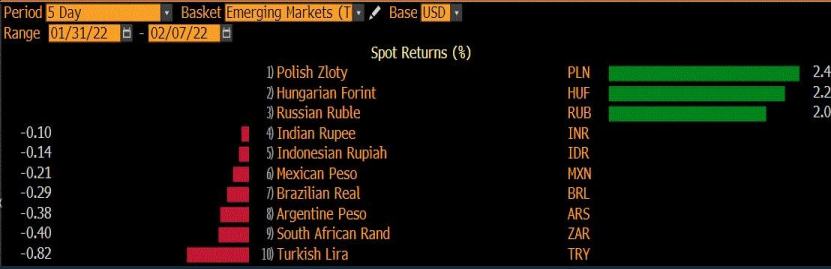 Period 5 Day Basket Emerging Markets (T Base USD
Range 01/31/22 - 02/07/22
Spot Returns (%)
1) Polish Zloty PLN 2.4
2) Hungarian Forint HUF 2.2
3) Russian Ruble RUB 2.0
-0.10 4) Indian Rupee INR
-0.14 5) Indonesian Rupiah IDR
-0.21 6) Mexican Peso MXN
-0.29 7) Brazilian Real BRL
-0.38 8) Argentine Peso ARS
-0.40 9) South African Rand ZAR
-0.82 10) Turkish Lira TRY